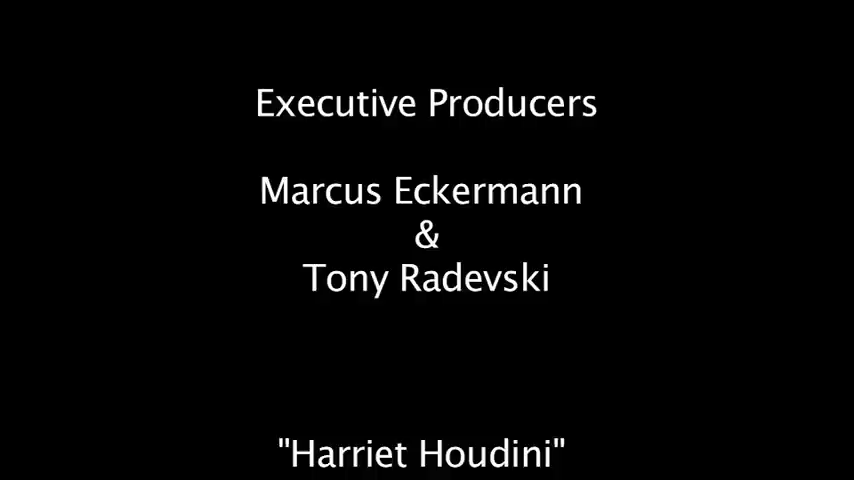 Executive Producers
Marcus Eckermann
&
Tony Radevski
"Harriet Houdini"